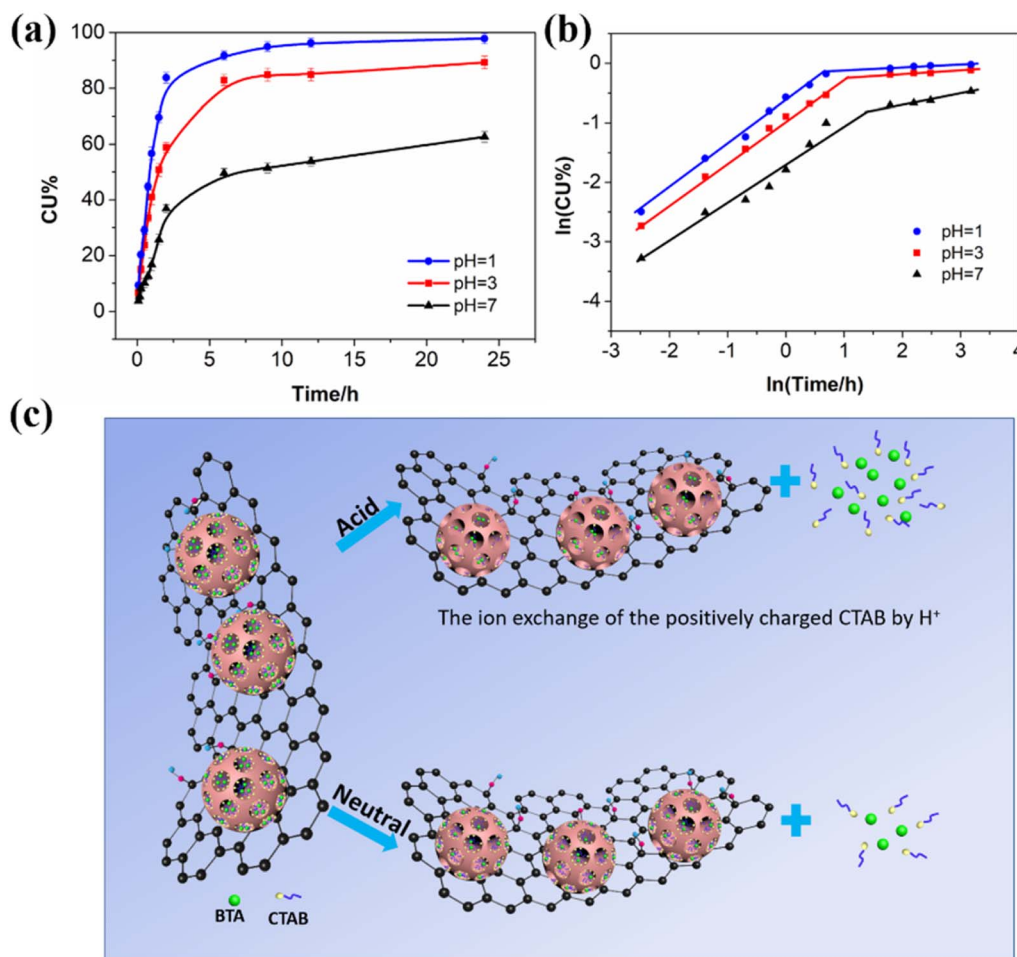 (a)
CU%
100
80
60
40
20
0
pH=1
pH=3
pH=7
0
5
10
15
20
25
Time/h
(b)
ln(CU%)
0
-1
-2
-3
-4
pH=1
pH=3
pH=7
-3
-2
-1
0
1
2
3
4
ln(Time/h)
(c)
Acid
The ion exchange of the positively charged CTAB by H⁺
Neutral
BTA
CTAB